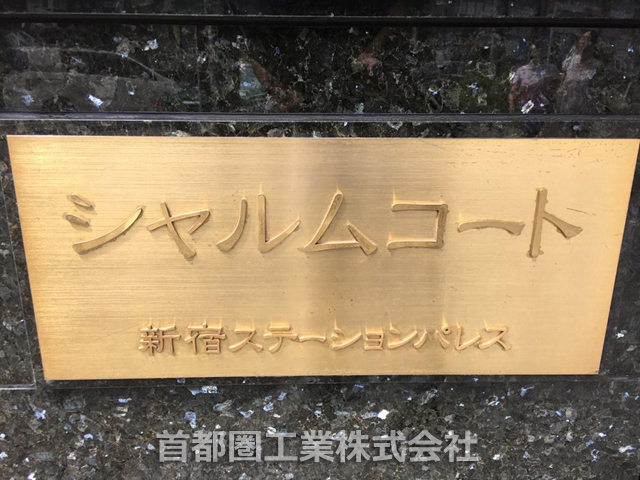 シャルムコート
新宿ステーションパレス
首都圏工業株式会社